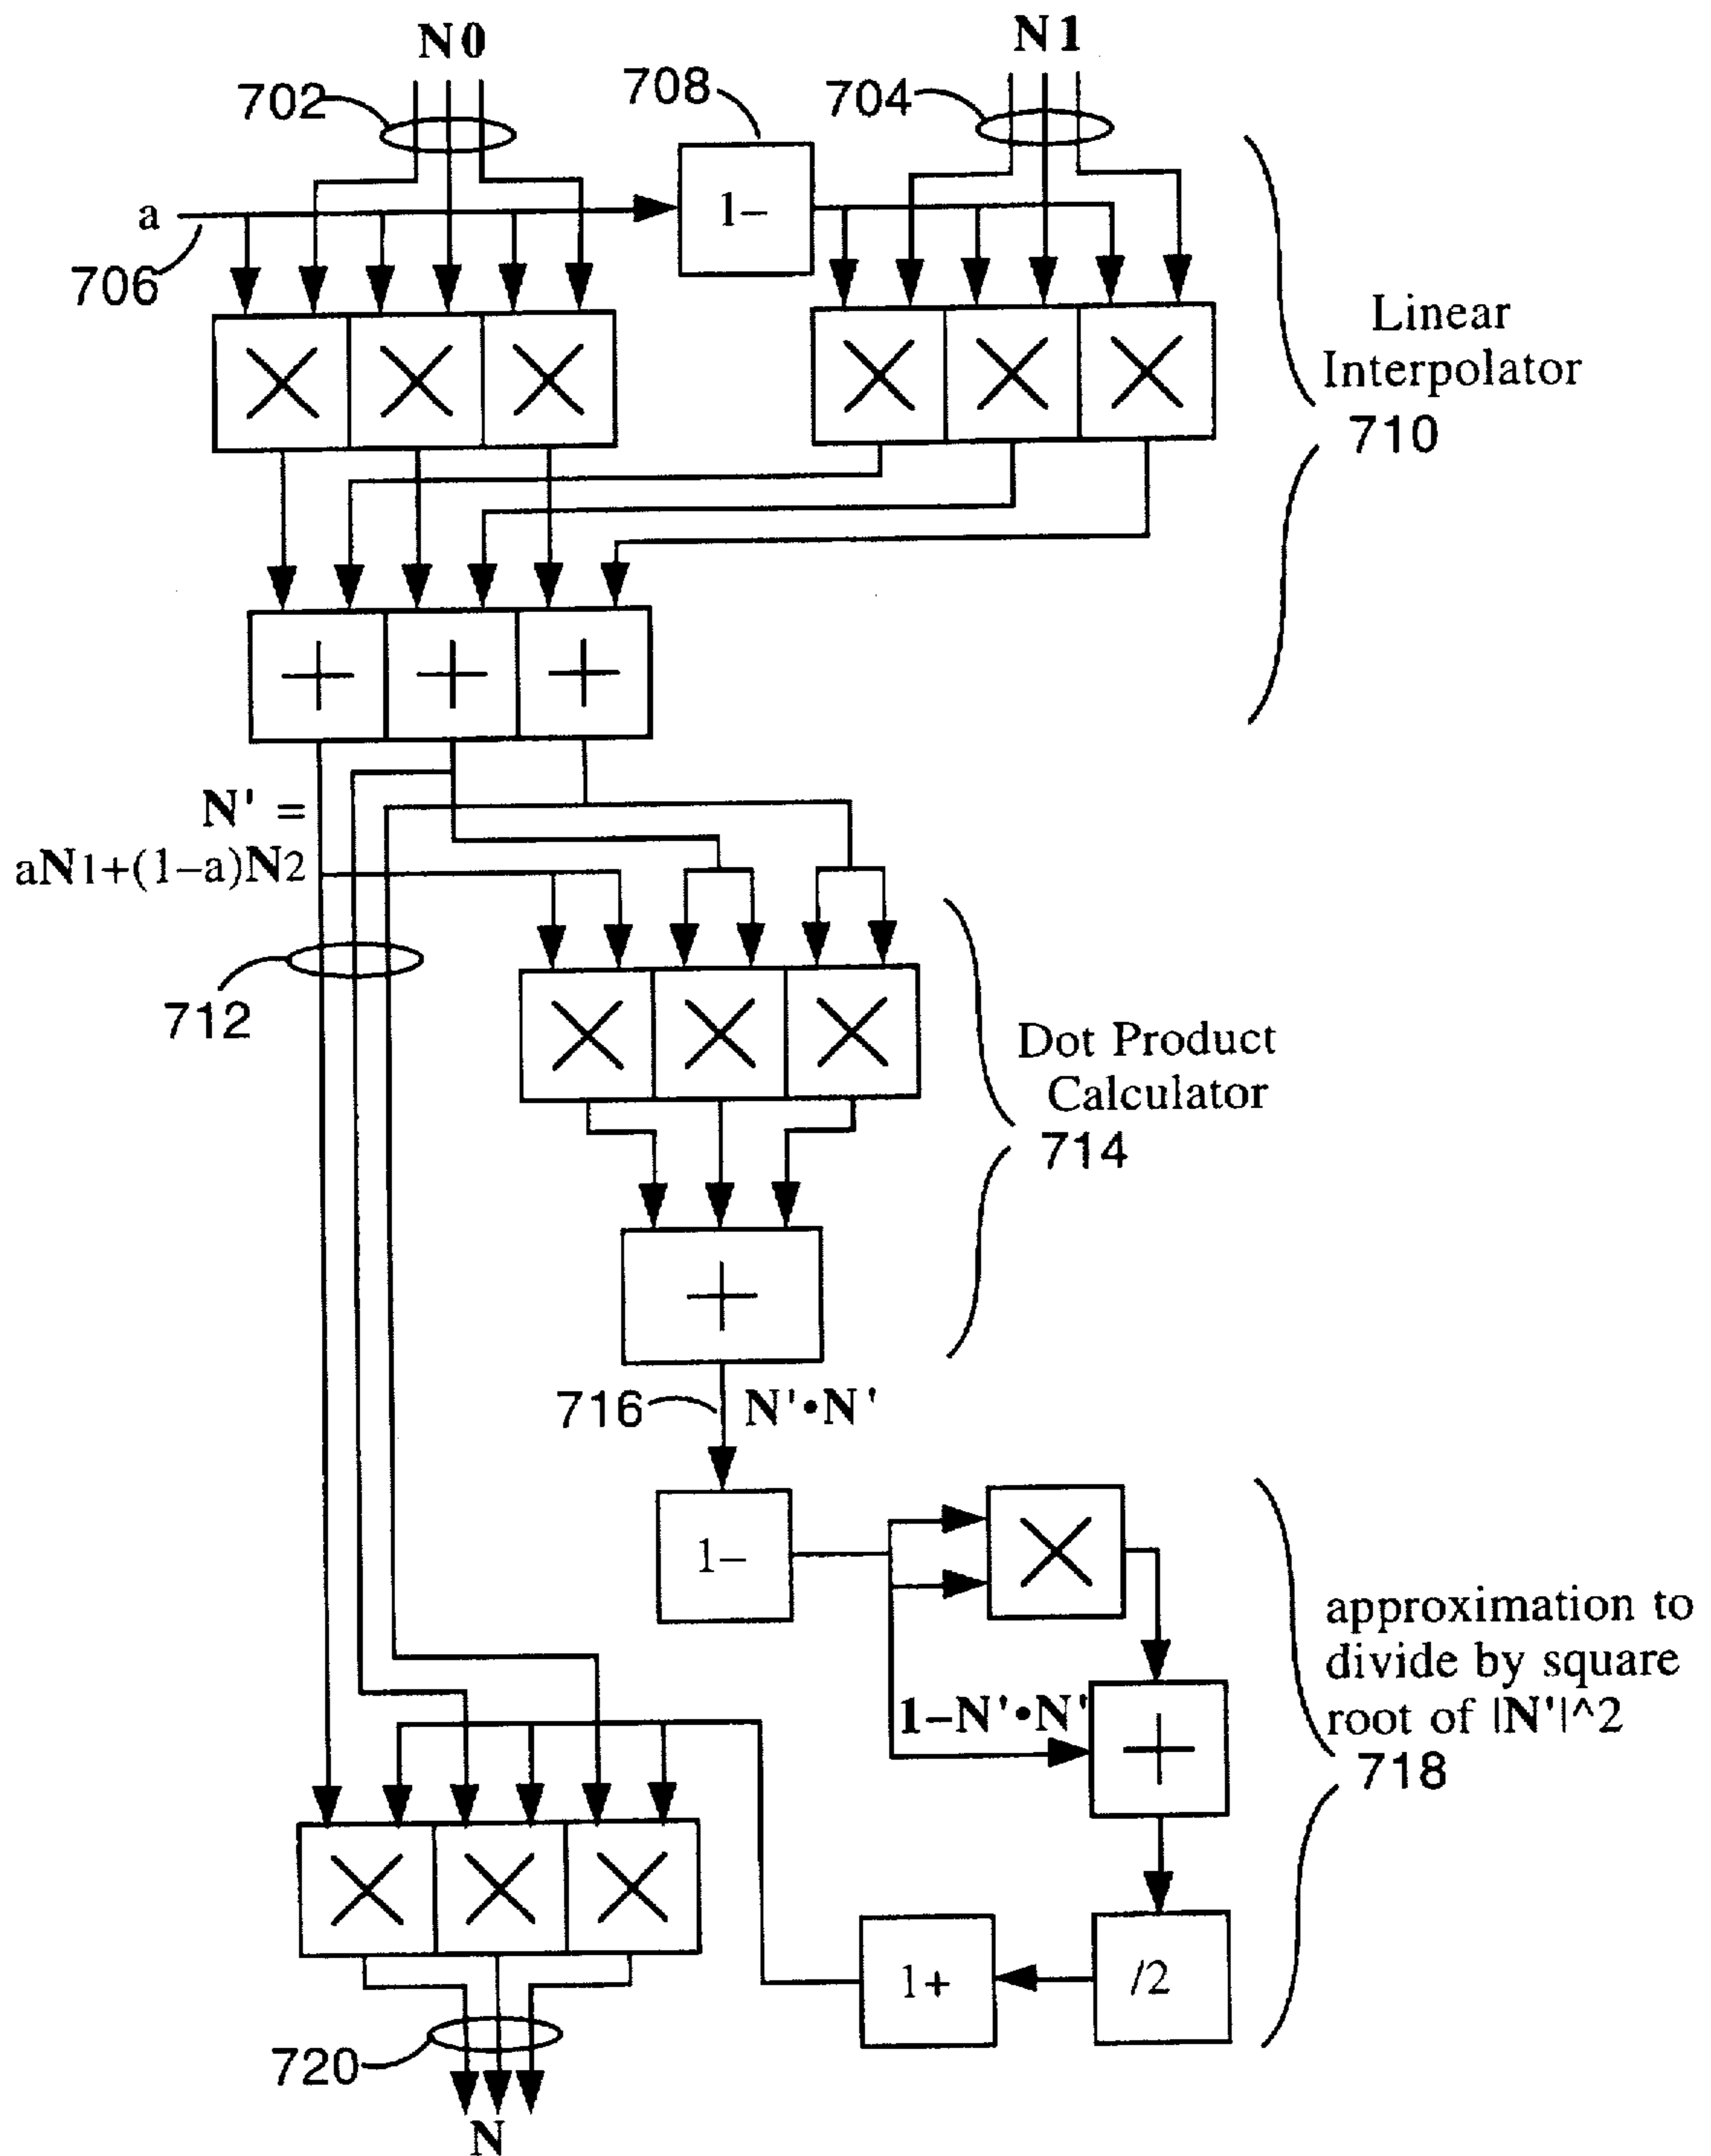 N0
N1
702
708
704
a
1–
706
Linear
Interpolator
710
N' =
aN1+(1–a)N2
712
Dot Product
Calculator
714
716
N'•N'
1–
approximation to
divide by square
root of |N'|^2
718
1–N'•N'
1+
/2
720
N